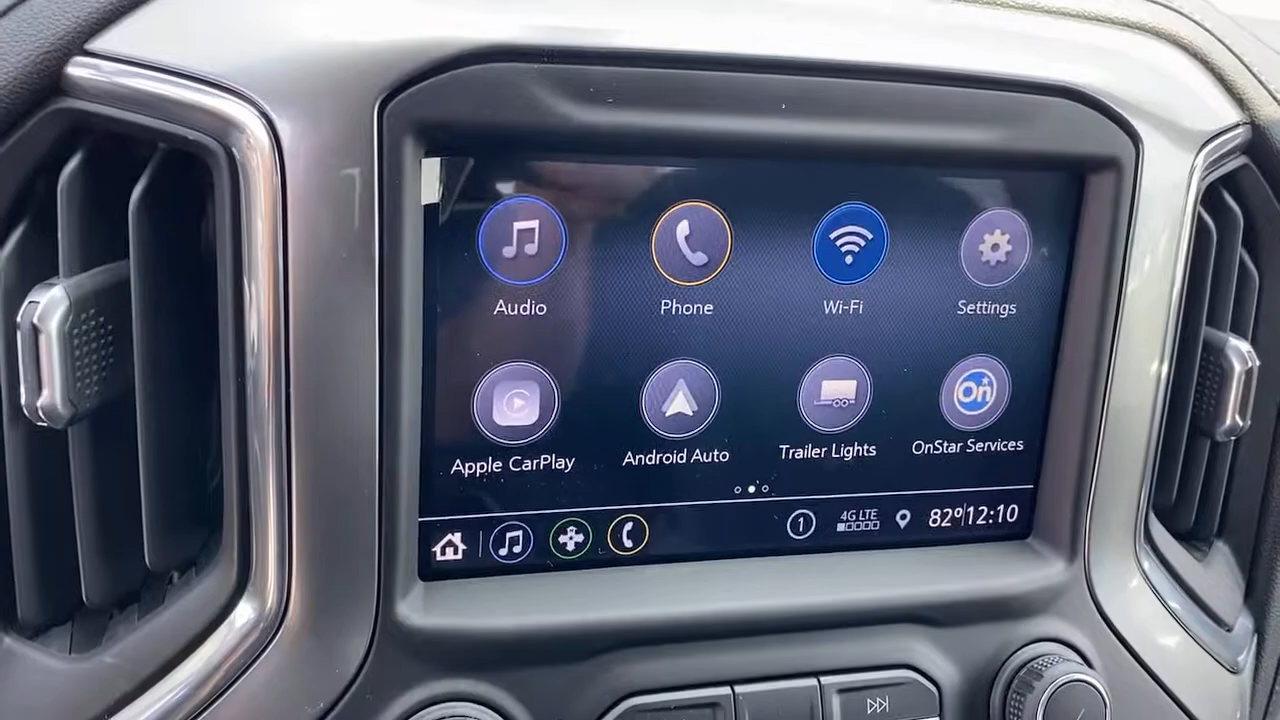 Audio
Phone
Wi-Fi
Settings
Apple CarPlay
Android Auto
Trailer Lights
On
OnStar Services
1
4G LTE
82° 12:10